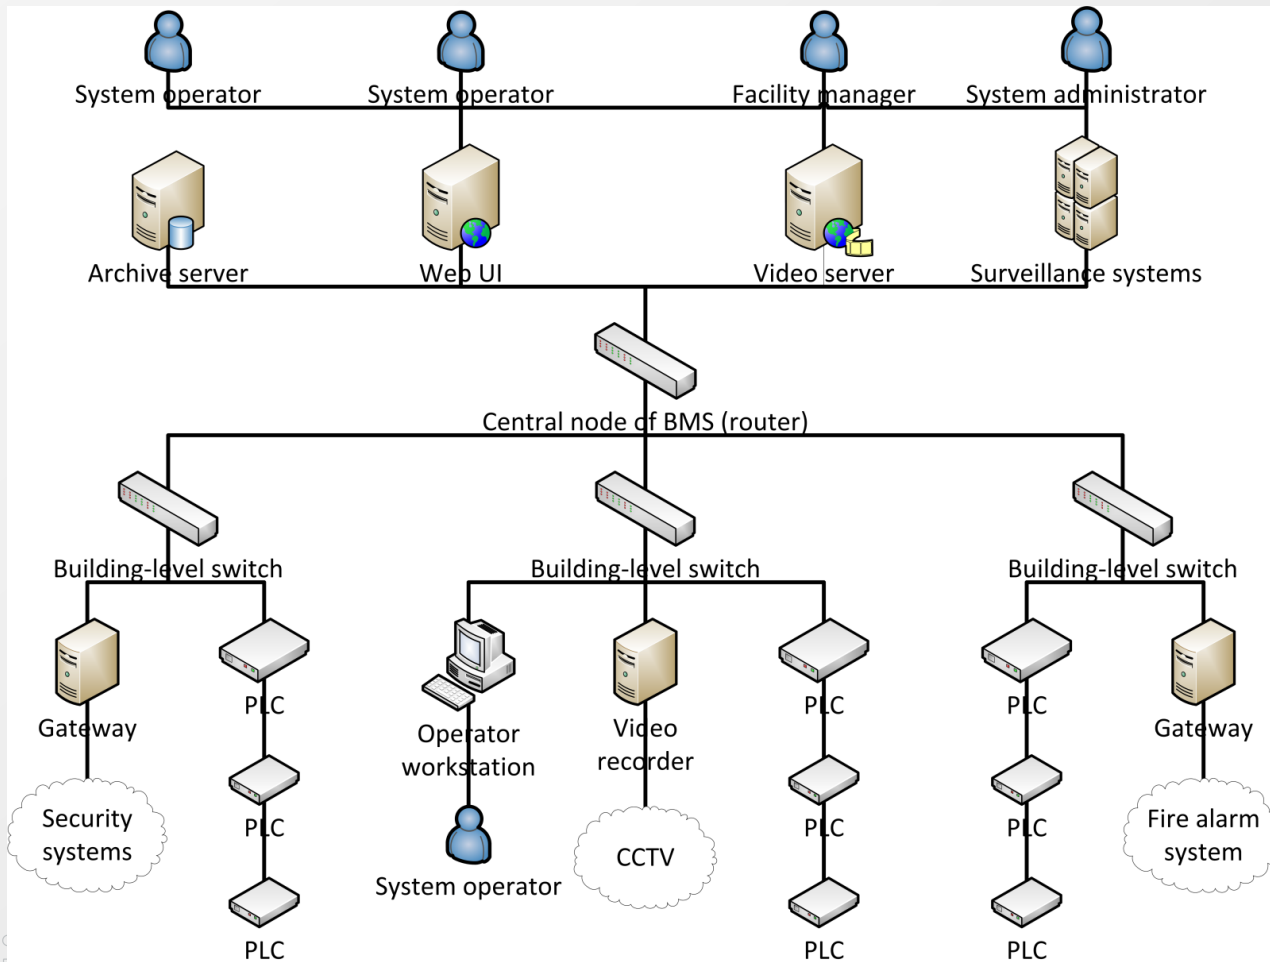 System operator
System operator
Facility manager
System administrator
Archive server
Web UI
Video server
Surveillance systems
Central node of BMS (router)
Building-level switch
Building-level switch
Building-level switch
Gateway
PLC
Operator
workstation
Video
recorder
PLC
PLC
Gateway
Security
systems
PLC
System operator
CCTV
PLC
PLC
Fire alarm
system
PLC
PLC
PLC